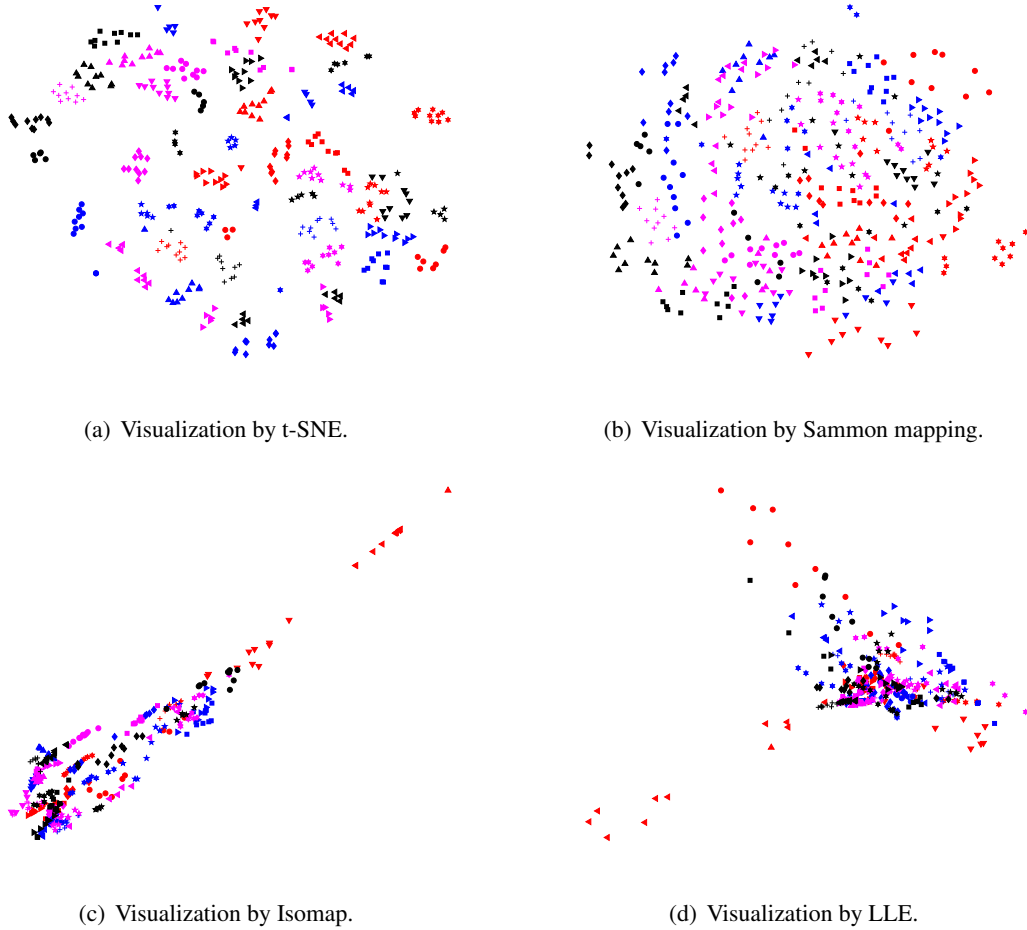 (a) Visualization by t-SNE.
(b) Visualization by Sammon mapping.
(c) Visualization by Isomap.
(d) Visualization by LLE.